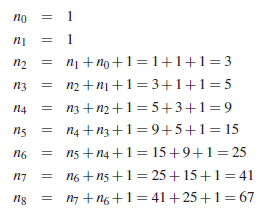 n₀ = 1
n₁ = 1
n₂ = n₁ + n₀ + 1 = 1 + 1 + 1 = 3
n₃ = n₂ + n₁ + 1 = 3 + 1 + 1 = 5
n₄ = n₃ + n₂ + 1 = 5 + 3 + 1 = 9
n₅ = n₄ + n₃ + 1 = 9 + 5 + 1 = 15
n₆ = n₅ + n₄ + 1 = 15 + 9 + 1 = 25
n₇ = n₆ + n₅ + 1 = 25 + 15 + 1 = 41
n₈ = n₇ + n₆ + 1 = 41 + 25 + 1 = 67